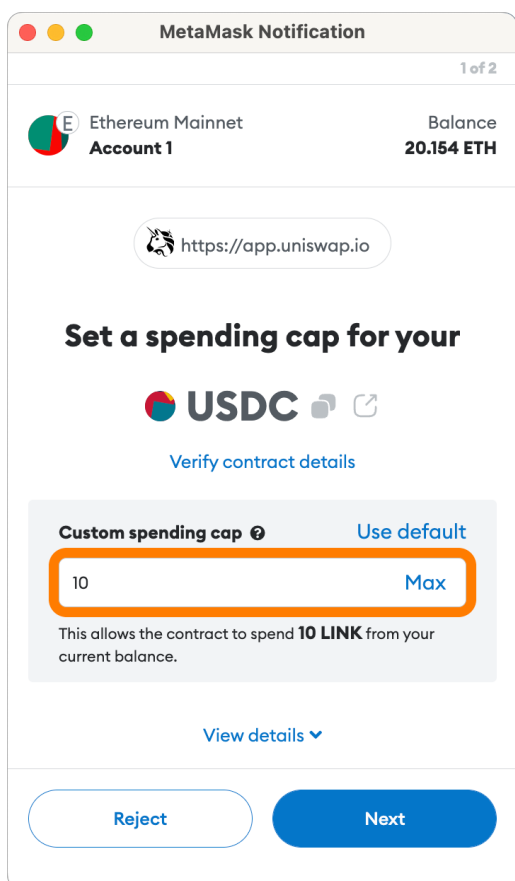 MetaMask Notification
1 of 2
E
Ethereum Mainnet
Balance
Account 1
20.154 ETH
https://app.uniswap.io
Set a spending cap for your
USDC
Verify contract details
Custom spending cap ?
Use default
10
Max
This allows the contract to spend 10 LINK from your
current balance.
View details
Reject
Next